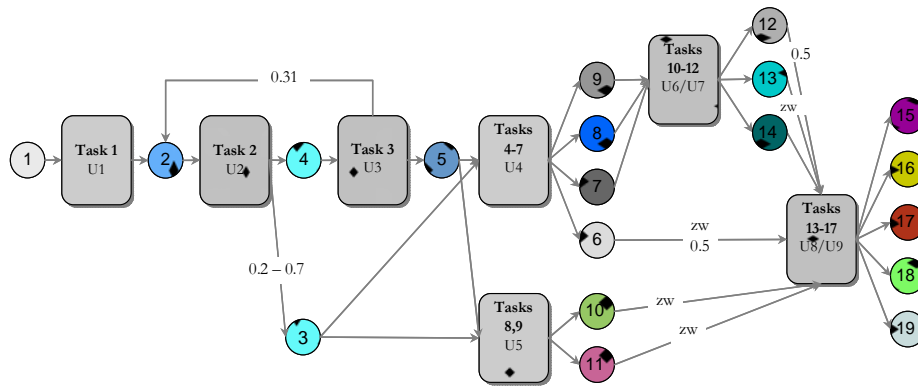 12
Tasks
10-12
U6/U7
0.5
9
13
0.31
zw
15
Tasks
4-7
U4
8
14
1
Task 1
U1
2
Task 2
U2
4
Task 3
U3
5
7
16
6
zw
0.5
Tasks
13-17
U8/U9
17
0.2 – 0.7
18
3
Tasks
8,9
U5
10
zw
11
zw
19